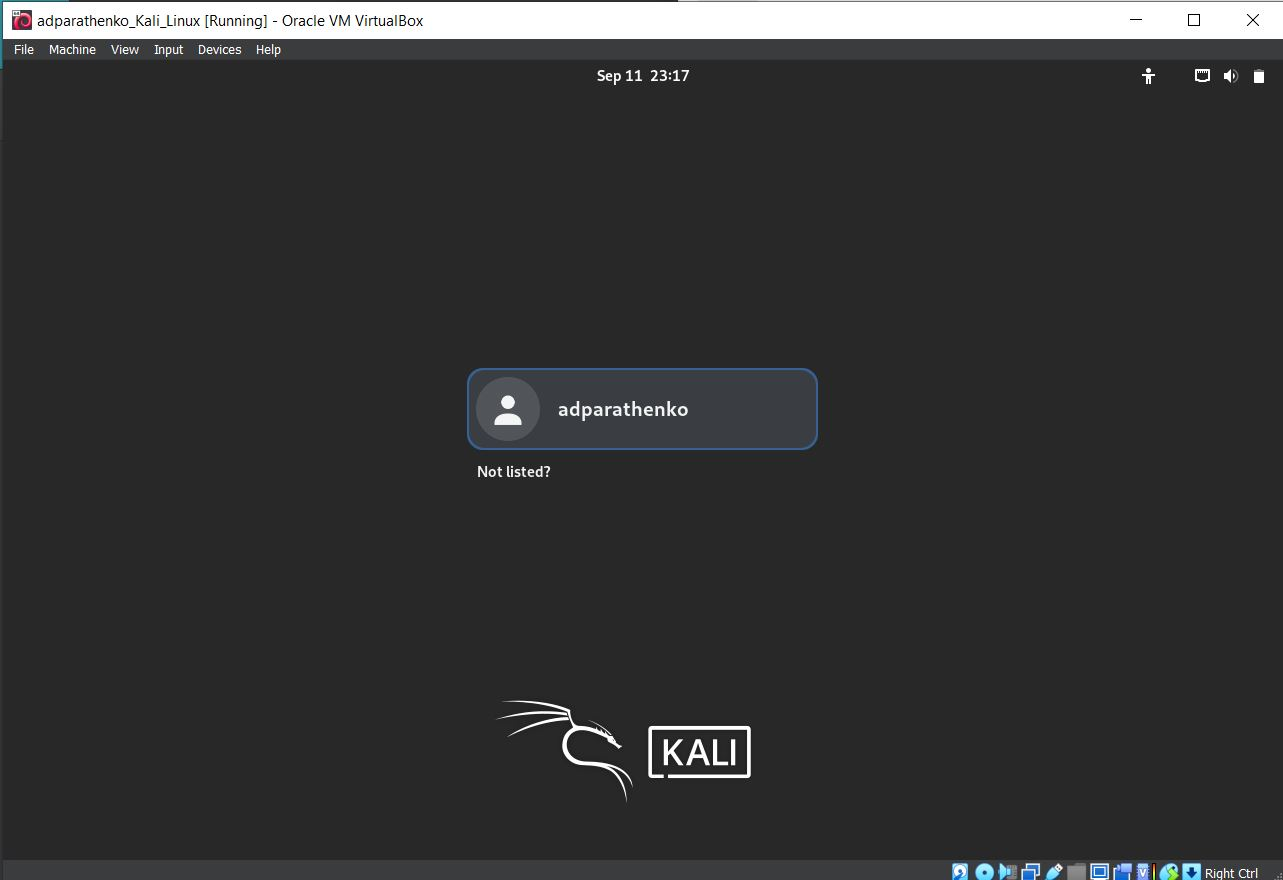 adparathenko_Kali_Linux [Running] - Oracle VM VirtualBox
File Machine View Input Devices Help
Sep 11 23:17
adparathenko
Not listed?
KALI
Right Ctrl